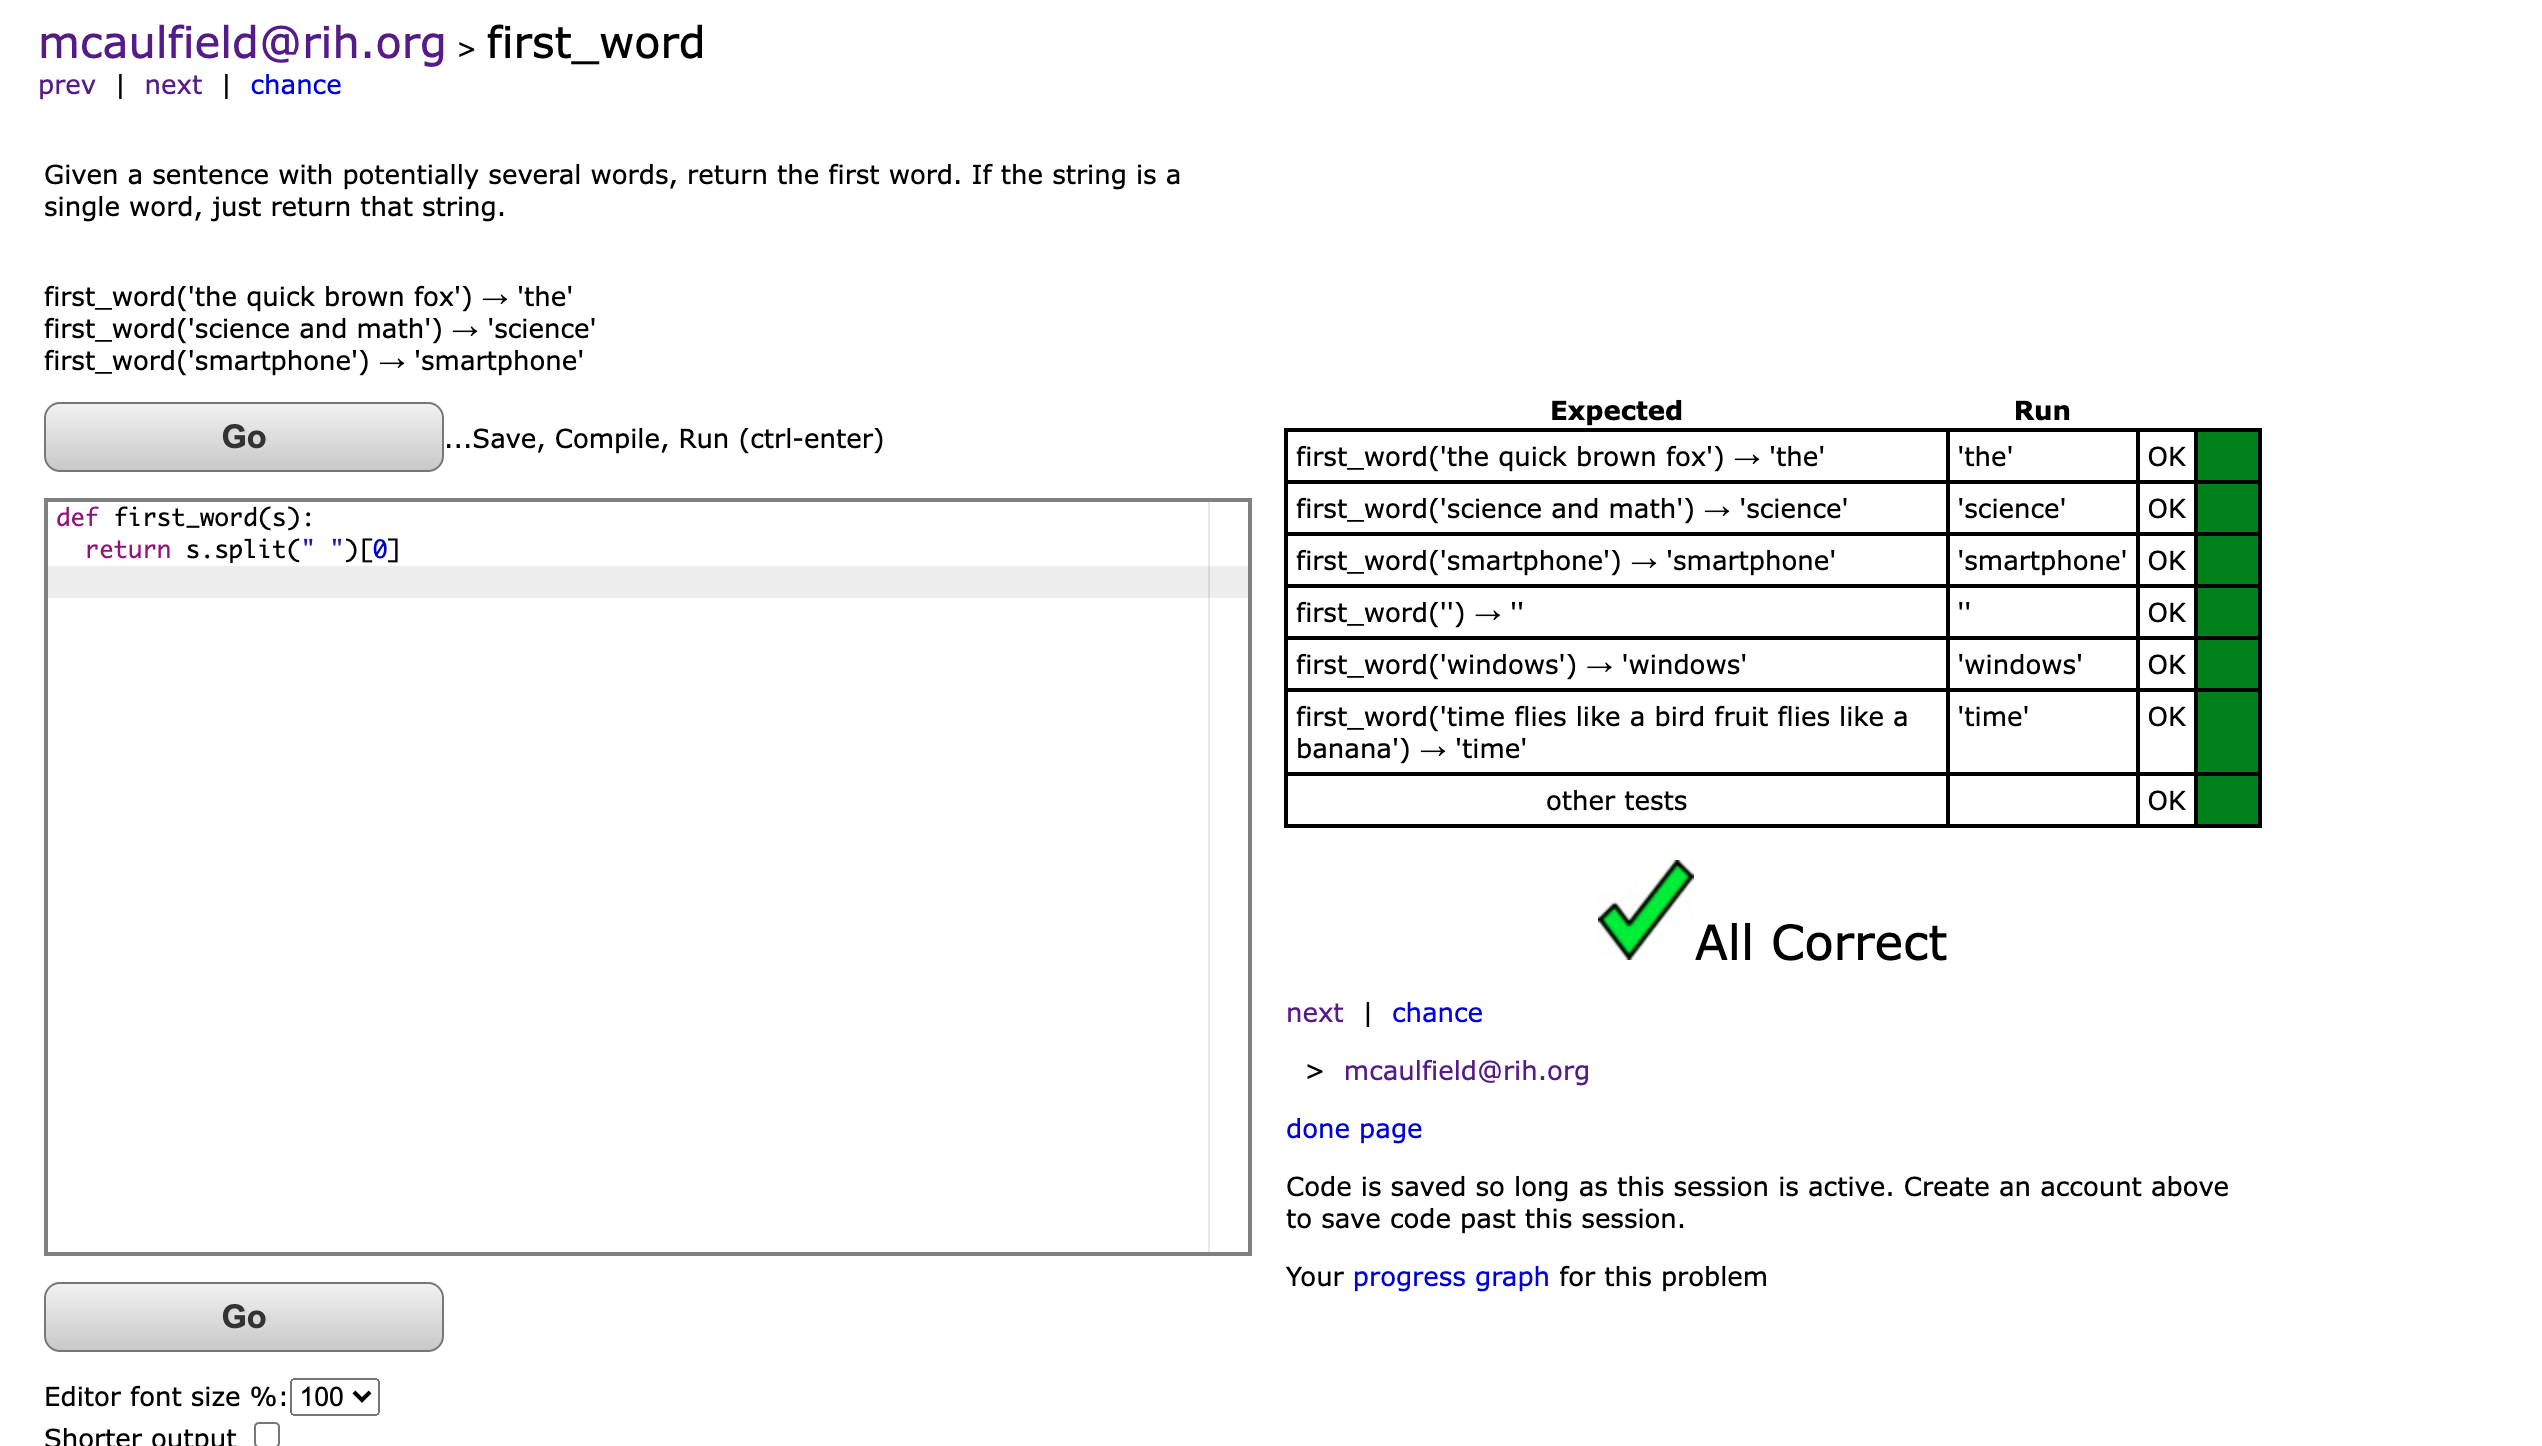 mcaulfield@rih.org > first_word
prev | next | chance
Given a sentence with potentially several words, return the first word. If the string is a
single word, just return that string.
first_word('the quick brown fox') → 'the'
first_word('science and math') → 'science'
first_word('smartphone') → 'smartphone'
Go ...Save, Compile, Run (ctrl-enter)
def first_word(s):
  return s.split(" ")[0]
Go
Editor font size %: 100
Shorter output
Expected Run
first_word('the quick brown fox') → 'the' 'the' OK
first_word('science and math') → 'science' 'science' OK
first_word('smartphone') → 'smartphone' 'smartphone' OK
first_word('') → '' '' OK
first_word('windows') → 'windows' 'windows' OK
first_word('time flies like a bird fruit flies like a 'time' OK
banana') → 'time'
other tests OK
All Correct
next | chance
> mcaulfield@rih.org
done page
Code is saved so long as this session is active. Create an account above
to save code past this session.
Your progress graph for this problem